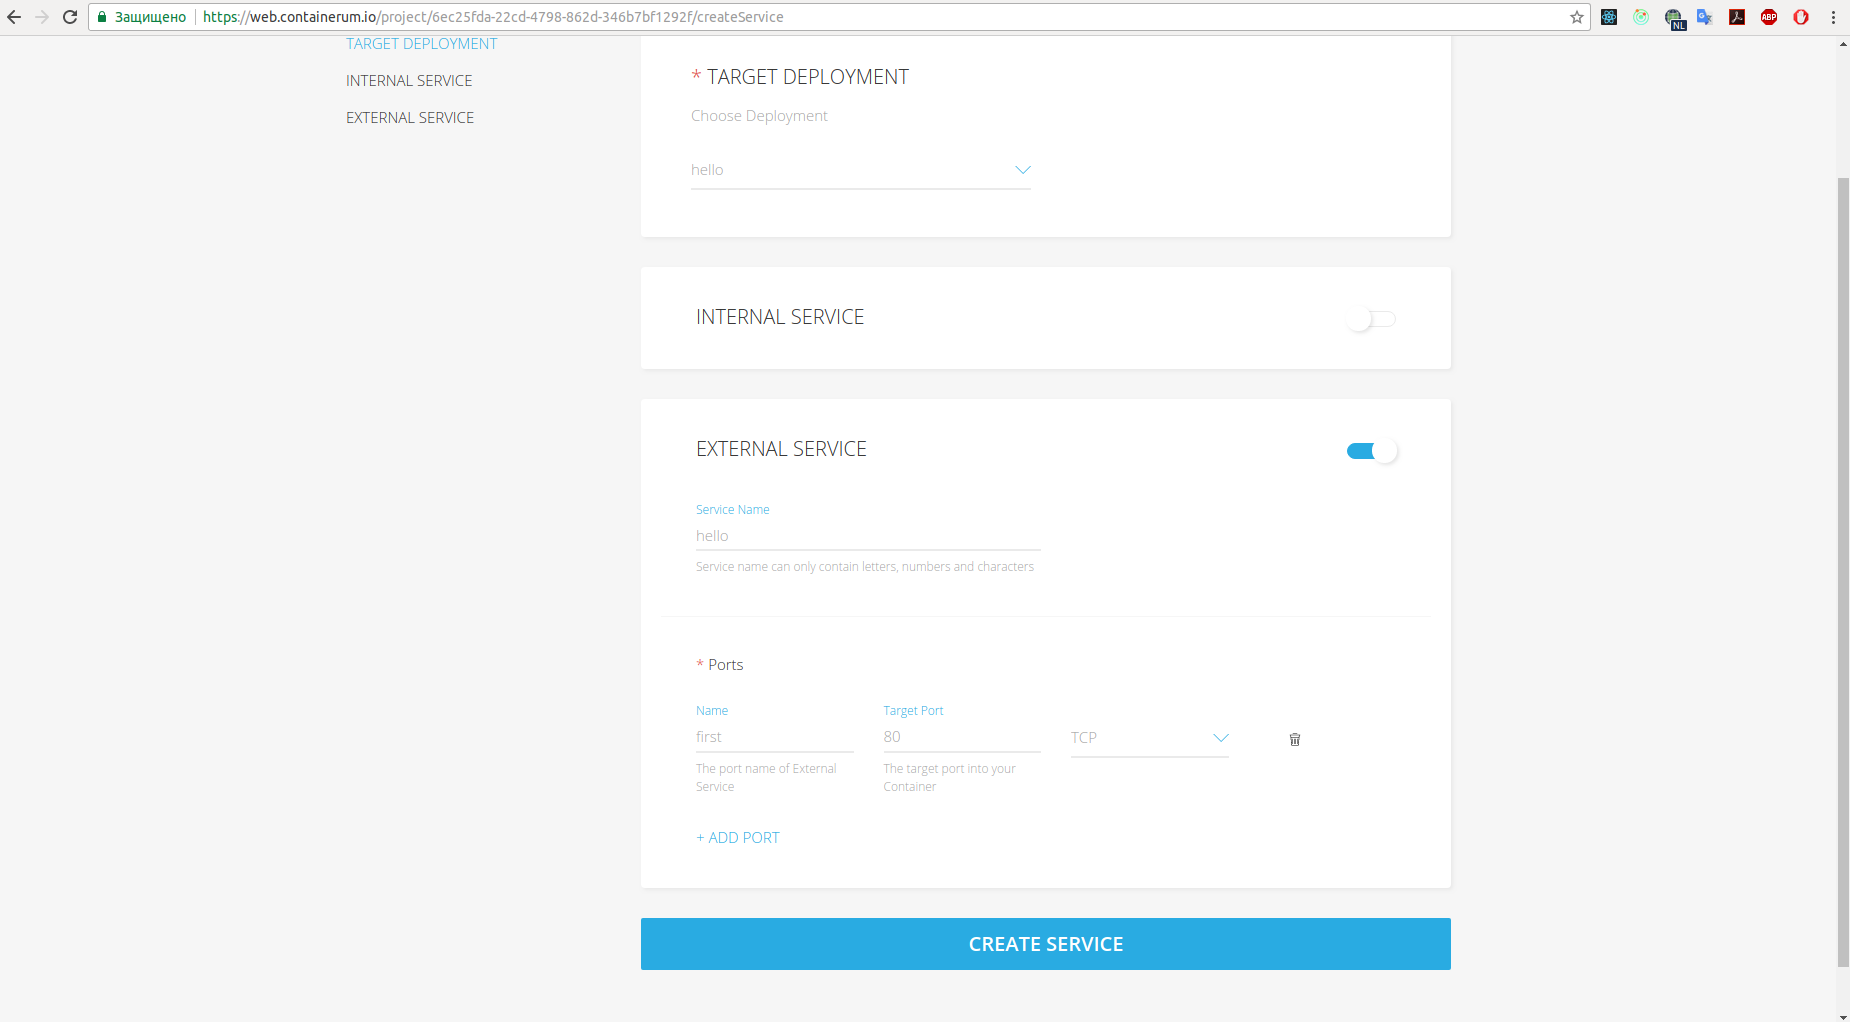 Защищено
https://web.containerum.io/project/6ec25fda-22cd-4798-862d-346b7bf1292f/createService
NL
ABP
TARGET DEPLOYMENT
INTERNAL SERVICE
EXTERNAL SERVICE
* TARGET DEPLOYMENT
Choose Deployment
hello
INTERNAL SERVICE
EXTERNAL SERVICE
Service Name
hello
Service name can only contain letters, numbers and characters
* Ports
Name
Target Port
first
80
TCP
The port name of External
Service
The target port into your
Container
+ ADD PORT
CREATE SERVICE